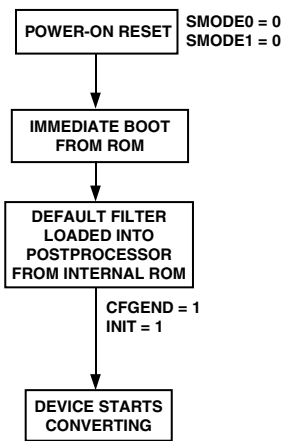 POWER-ON RESET
SMODE0 = 0
SMODE1 = 0
IMMEDIATE BOOT
FROM ROM
DEFAULT FILTER
LOADED INTO
POSTPROCESSOR
FROM INTERNAL ROM
CFGEND = 1
INIT = 1
DEVICE STARTS
CONVERTING